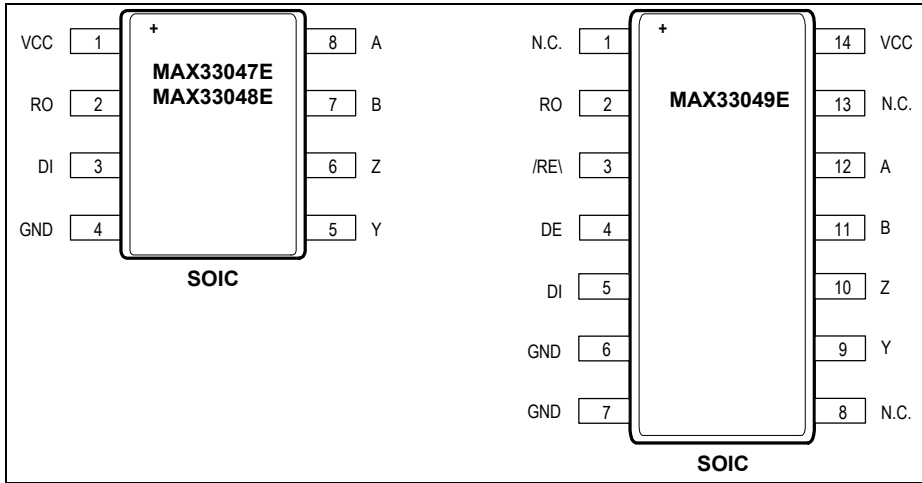 VCC 1 + 8 A
MAX33047E
MAX33048E
RO 2 7 B
DI 3 6 Z
GND 4 5 Y
SOIC
N.C. 1 + 14 VCC
RO 2 MAX33049E 13 N.C.
/RE\ 3 12 A
DE 4 11 B
DI 5 10 Z
GND 6 9 Y
GND 7 8 N.C.
SOIC